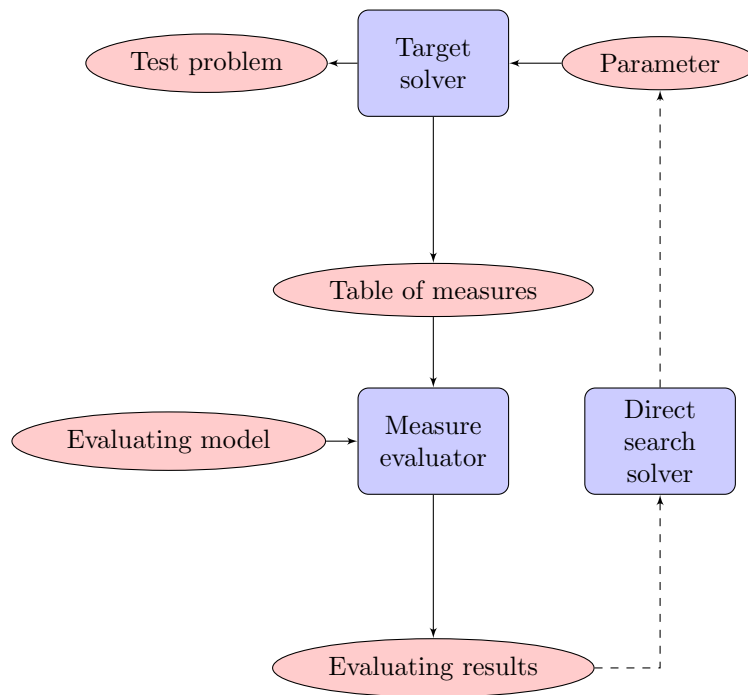 Test problem
Target
solver
Parameter
Table of measures
Evaluating model
Measure
evaluator
Direct
search
solver
Evaluating results